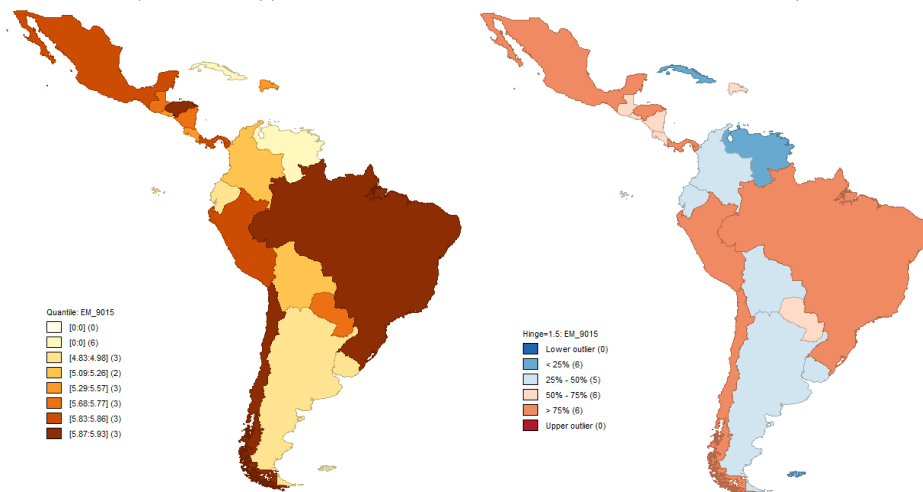 Quantile: EM_9015
[0:0] (0)
[0:0] (6)
[4.83:4.98] (3)
[5.09:5.26] (2)
[5.29:5.57] (3)
[5.68:5.77] (3)
[5.83:5.86] (3)
[5.87:5.93] (3)
Hinge=1.5: EM_9015
Lower outlier (0)
< 25% (6)
25% - 50% (5)
50% - 75% (6)
> 75% (6)
Upper outlier (0)